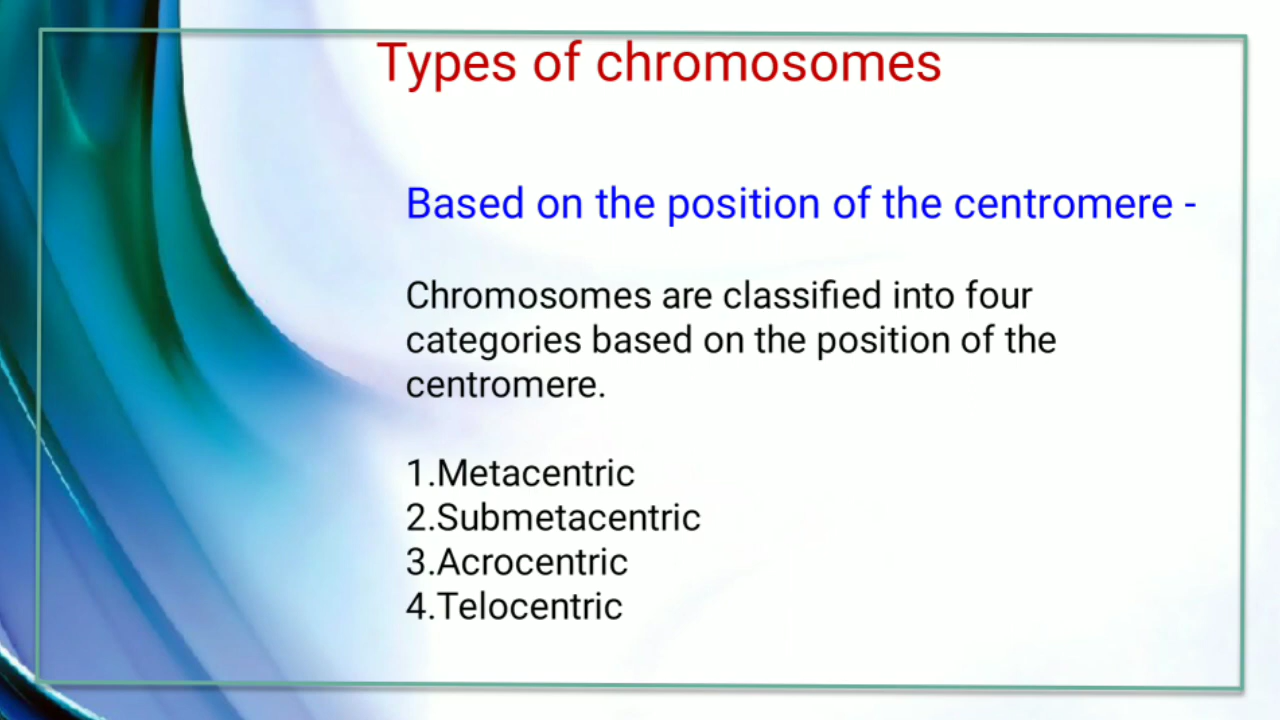 Types of chromosomes
Based on the position of the centromere -
Chromosomes are classified into four
categories based on the position of the
centromere.
1.Metacentric
2.Submetacentric
3.Acrocentric
4.Telocentric